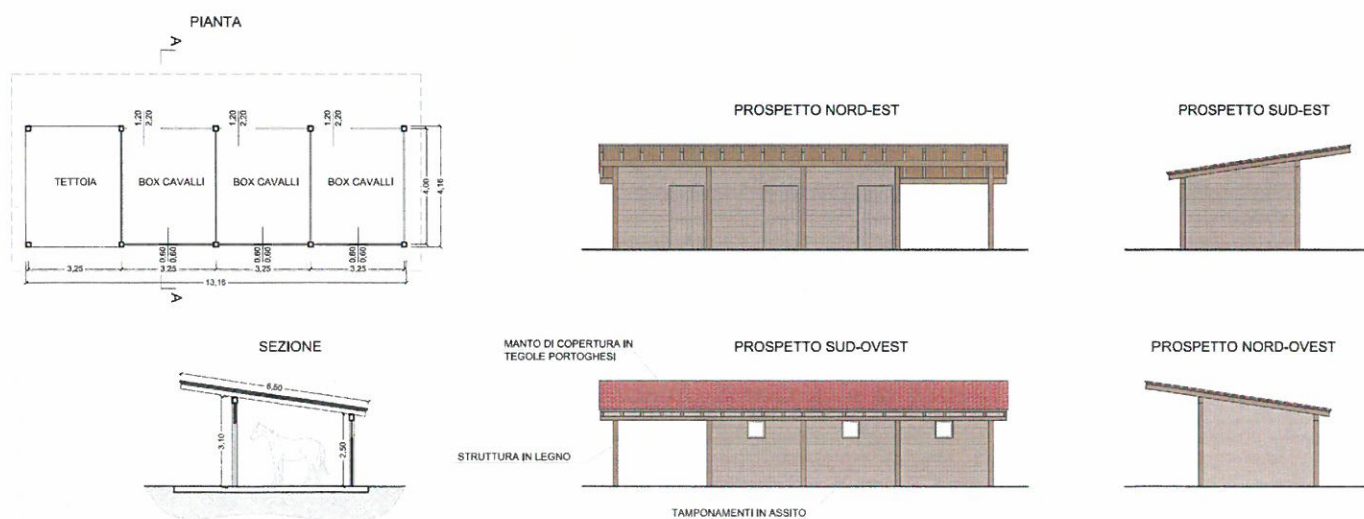 PIANTA
A
1,20
2,20
1,20
2,20
1,20
2,20
TETTOIA
BOX CAVALLI
BOX CAVALLI
BOX CAVALLI
4,00
4,16
0,60
0,60
0,60
0,60
0,60
0,60
3,25
3,25
3,25
3,25
13,16
A
PROSPETTO NORD-EST
PROSPETTO SUD-EST
SEZIONE
6,50
3,10
2,50
MANTO DI COPERTURA IN
TEGOLE PORTOGHESI
PROSPETTO SUD-OVEST
STRUTTURA IN LEGNO
TAMPONAMENTI IN ASSITO
PROSPETTO NORD-OVEST